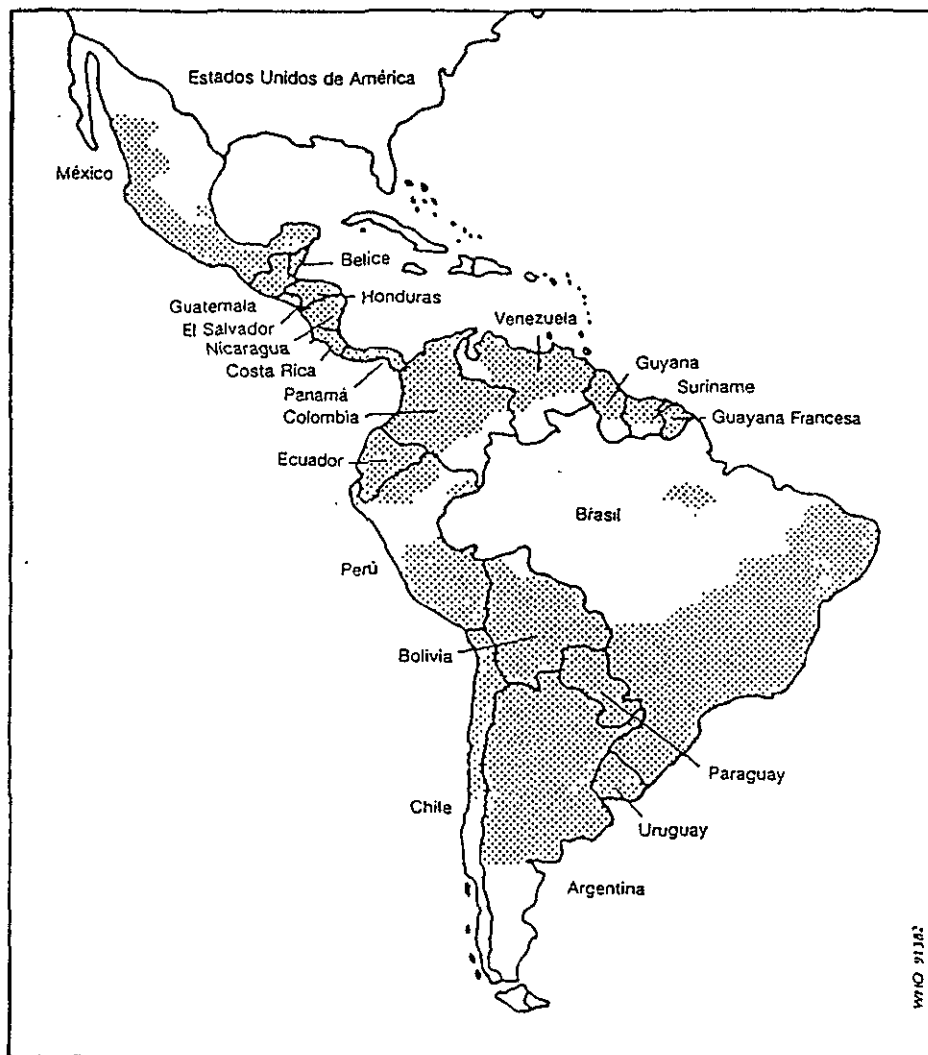 Estados Unidos de América
México
Belice
Honduras
Guatemala
El Salvador
Nicaragua
Costa Rica
Panamá
Colombia
Venezuela
Guyana
Suriname
Guayana Francesa
Ecuador
Brasil
Perú
Bolivia
Paraguay
Chile
Uruguay
Argentina
WHO 91382